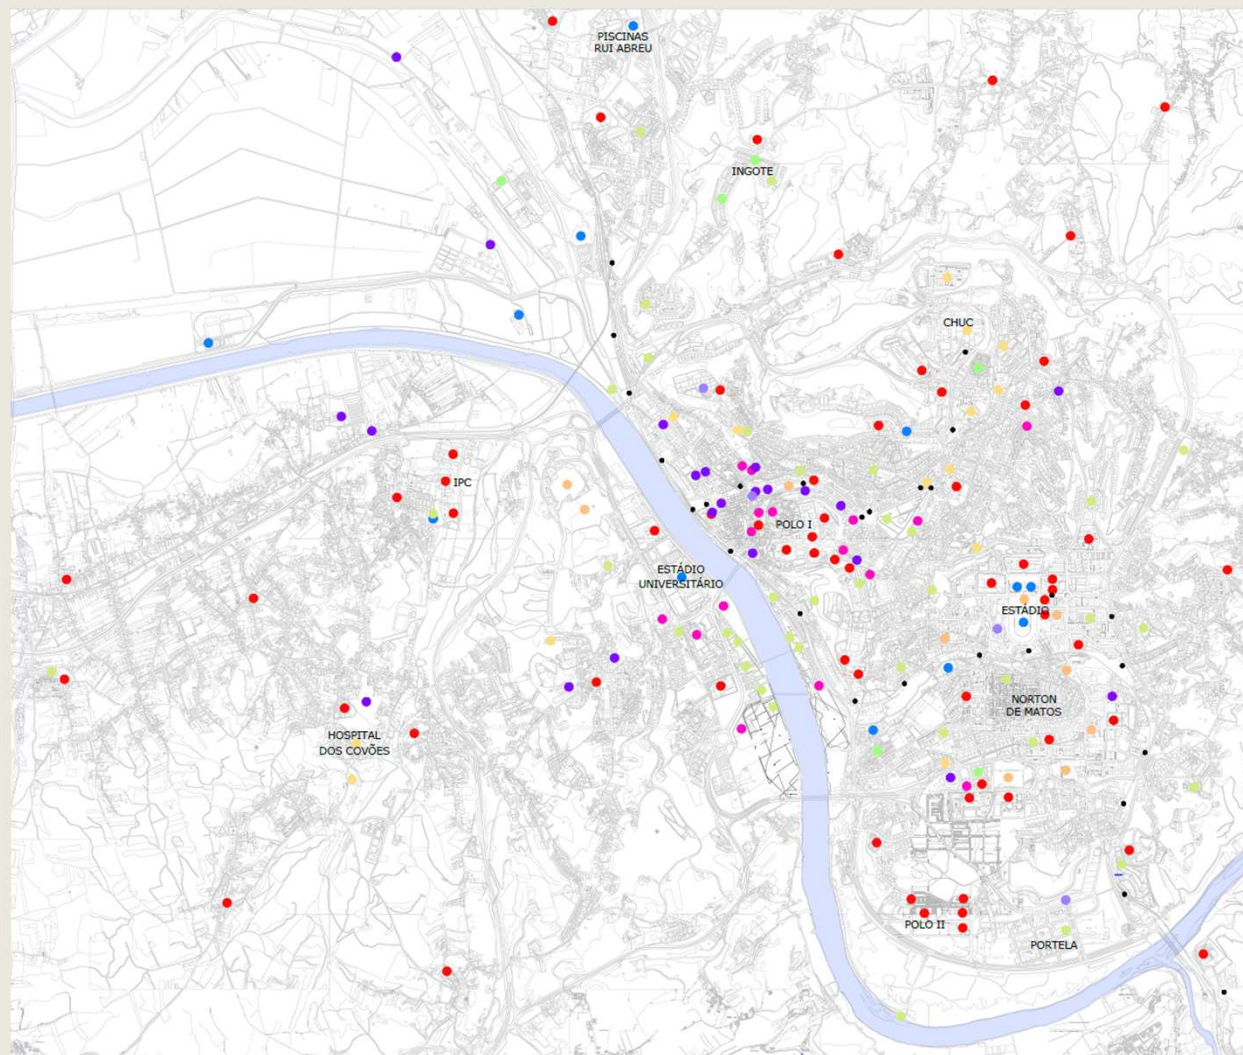 PISCINAS
RUI ABREU
INGOTE
CHUC
IPC
POLO I
ESTÁDIO
UNIVERSITÁRIO
ESTÁDIO
NORTON
DE MATOS
HOSPITAL
DOS COVÕES
POLO II
PORTELA